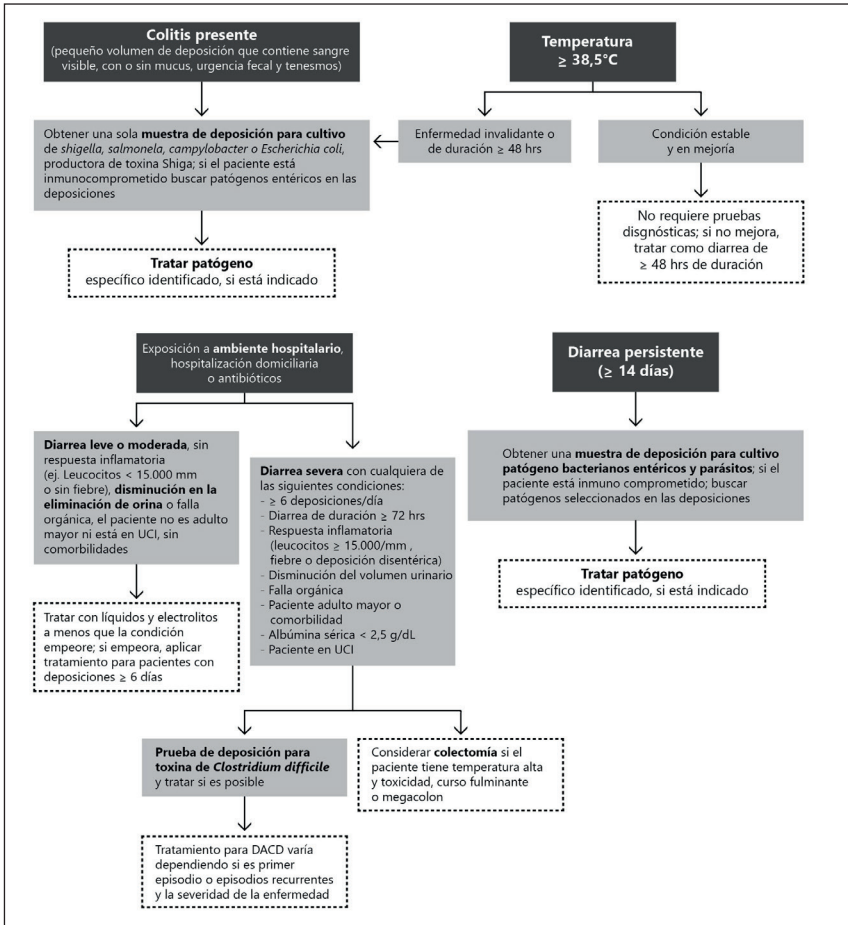 Colitis presente
(pequeño volumen de deposición que contiene sangre
visible, con o sin mucus, urgencia fecal y tenesmos)
Temperatura
≥ 38,5°C
Obtener una sola muestra de deposición para cultivo
de shigella, salmonela, campylobacter o Escherichia coli,
productora de toxina Shiga; si el paciente está
inmunocomprometido buscar patógenos entéricos en las
deposiciones
Enfermedad invalidante o
de duración ≥ 48 hrs
Condición estable
y en mejoría
No requiere pruebas
disgnósticas; si no mejora,
tratar como diarrea de
≥ 48 hrs de duración
Tratar patógeno
específico identificado, si está indicado
Exposición a ambiente hospitalario,
hospitalización domiciliaria
o antibióticos
Diarrea persistente
(≥ 14 días)
Diarrea leve o moderada, sin
respuesta inflamatoria
(ej. Leucocitos < 15.000 mm
o sin fiebre), disminución en la
eliminación de orina o falla
orgánica, el paciente no es adulto
mayor ni está en UCI, sin
comorbilidades
Diarrea severa con cualquiera de
las siguientes condiciones:
- ≥ 6 deposiciones/día
- Diarrea de duración ≥ 72 hrs
- Respuesta inflamatoria
(leucocitos ≥ 15.000/mm ,
fiebre o deposición disentérica)
- Disminución del volumen urinario
- Falla orgánica
- Paciente adulto mayor o
comorbilidad
- Albúmina sérica < 2,5 g/dL
- Paciente en UCI
Obtener una muestra de deposición para cultivo
patógeno bacterianos entéricos y parásitos; si el
paciente está inmuno comprometido; buscar
patógenos seleccionados en las deposiciones
Tratar patógeno
específico identificado, si está indicado
Tratar con líquidos y electrolitos
a menos que la condición
empeore; si empeora, aplicar
tratamiento para pacientes con
deposiciones ≥ 6 días
Prueba de deposición para
toxina de Clostridium difficile
y tratar si es posible
Considerar colectomía si el
paciente tiene temperatura alta
y toxicidad, curso fulminante
o megacolon
Tratamiento para DACD varía
dependiendo si es primer
episodio o episodios recurrentes
y la severidad de la enfermedad